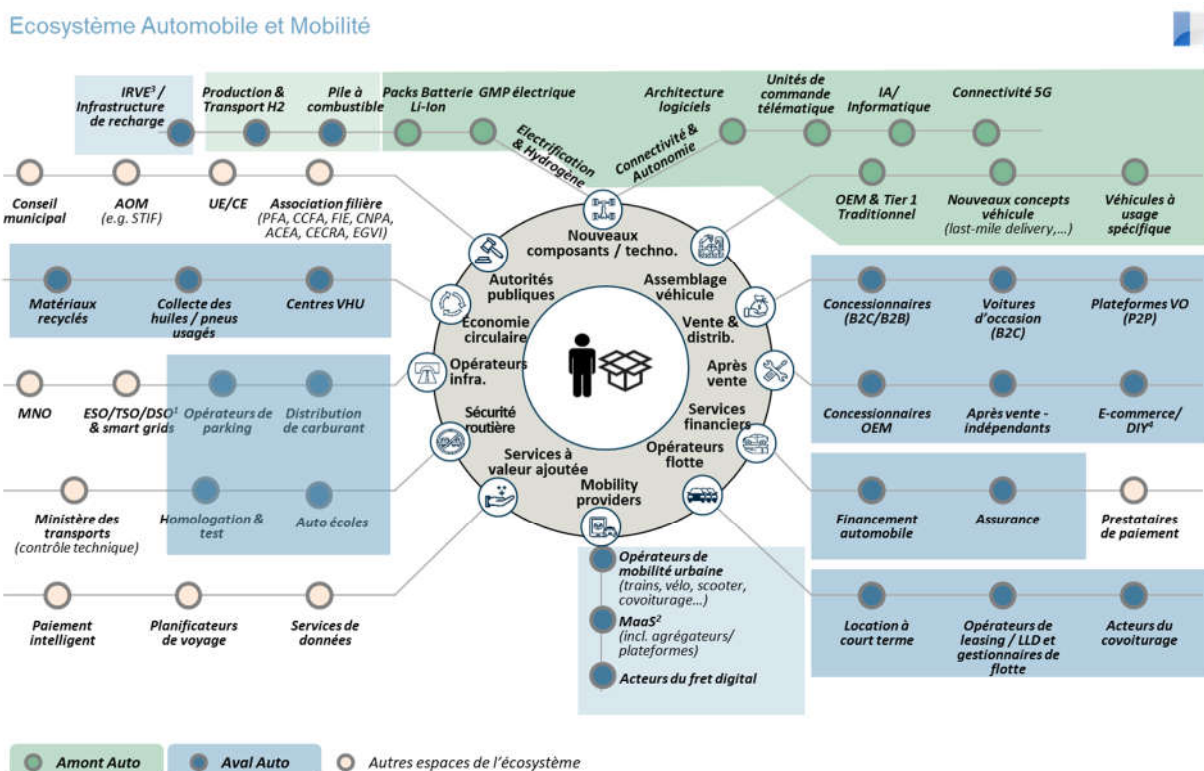 Ecosystème Automobile et Mobilité
IRVE³ /
Infrastructure
de recharge
Production &
Transport H2
Pile à
combustible
Packs Batterie
Li-Ion
GMP électrique
Electrification
& Hydrogène
Connectivité &
Autonomie
Architecture
logiciels
Unités de
commande
télématique
IA/
Informatique
Connectivité 5G
Conseil
municipal
AOM
(e.g. STIF)
UE/CE
Association filière
(PFA, CCFA, FIE, CNPA,
ACEA, CECRA, EGVI)
OEM & Tier 1
Traditionnel
Nouveaux concepts
véhicule
(last-mile delivery,...)
Véhicules à
usage
spécifique
Nouveaux
composants / techno.
Autorités
publiques
Assemblage
véhicule
Economie
circulaire
Vente &
distrib.
Opérateurs
infra.
Après
vente
Sécurité
routière
Services
financiers
Services à
valeur ajoutée
Opérateurs
flotte
Mobility
providers
Matériaux
recyclés
Collecte des
huiles / pneus
usagés
Centres VHU
Concessionnaires
(B2C/B2B)
Voitures
d'occasion
(B2C)
Plateformes VO
(P2P)
MNO
ESO/TSO/DSO¹
& smart grids
Opérateurs de
parking
Distribution
de carburant
Concessionnaires
OEM
Après vente -
indépendants
E-commerce/
DIY⁴
Ministère des
transports
(contrôle technique)
Homologation &
test
Auto écoles
Financement
automobile
Assurance
Prestataires
de paiement
Paiement
intelligent
Planificateurs
de voyage
Services de
données
Opérateurs de
mobilité urbaine
(trains, vélo, scooter,
covoiturage...)
MaaS²
(incl. agrégateurs/
plateformes)
Acteurs du fret digital
Location à
court terme
Opérateurs de
leasing / LLD et
gestionnaires de
flotte
Acteurs du
covoiturage
Amont Auto
Aval Auto
Autres espaces de l'écosystème